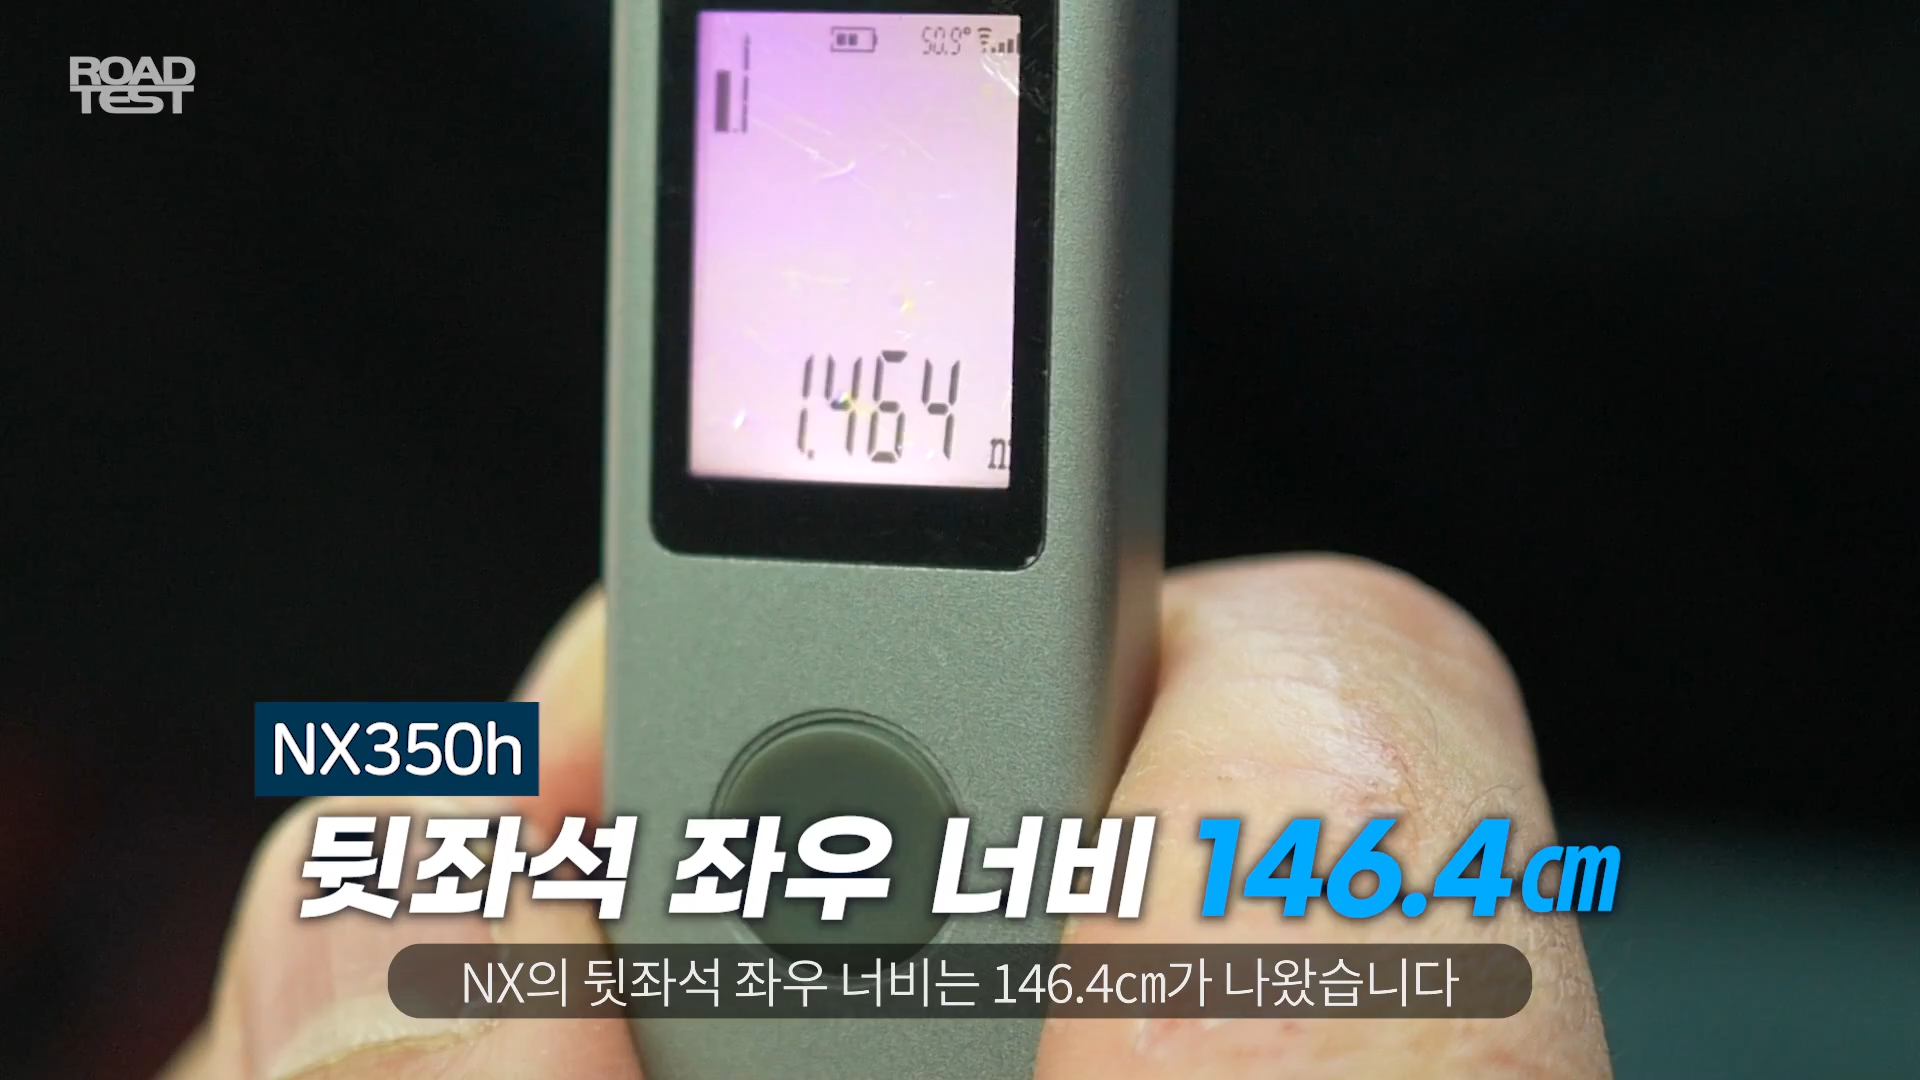 ROAD
TEST
50.9°
1.464
NX350h
뒷좌석 좌우 너비 146.4㎝
NX의 뒷좌석 좌우 너비는 146.4㎝가 나왔습니다